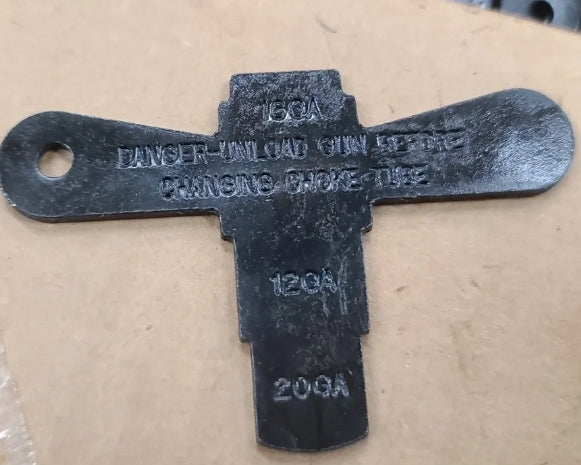 16GA
DANGER-UNLOAD GUN BEFORE
CHANGING CHOKE TUBE
12GA
20GA